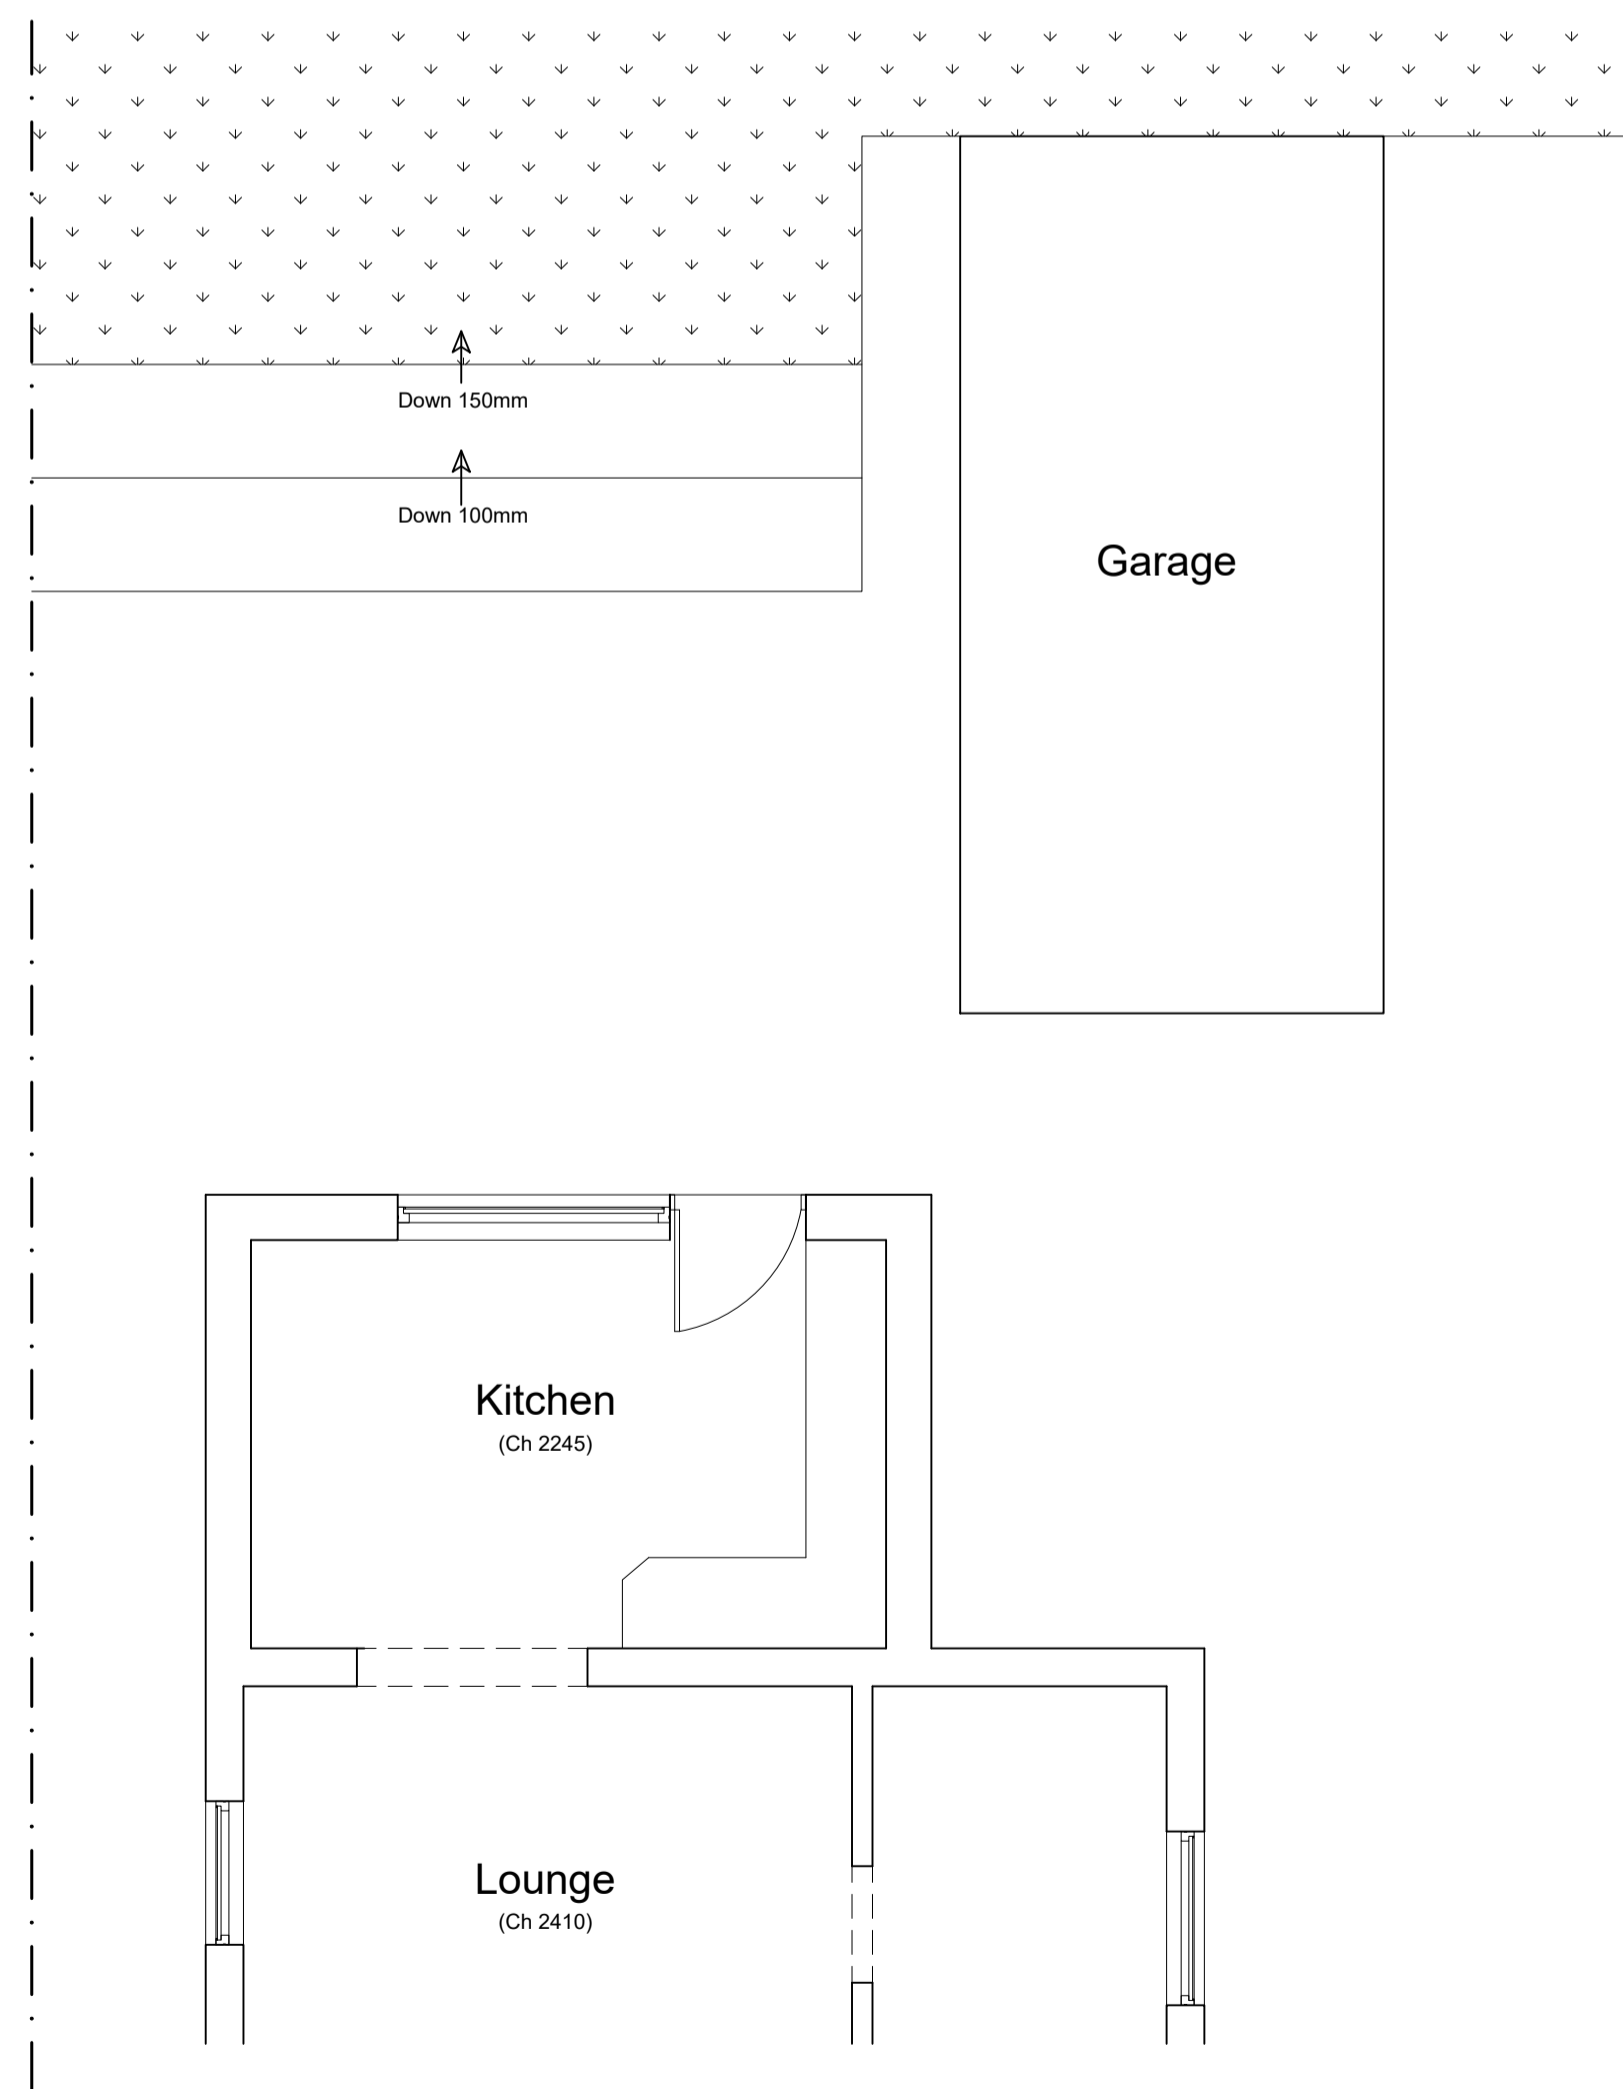 Down 150mm
Down 100mm
Garage
Kitchen
(Ch 2245)
Lounge
(Ch 2410)